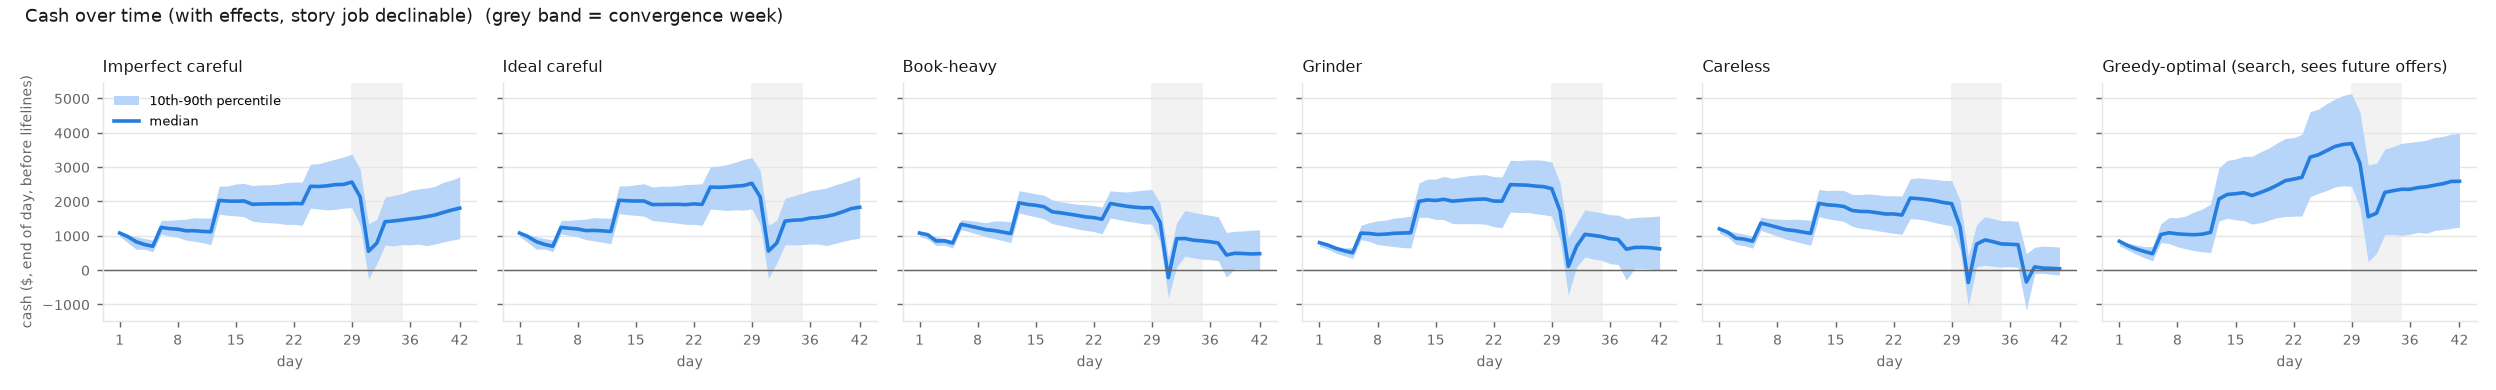 Cash over time (with effects, story job declinable)  (grey band = convergence week)
Imperfect careful
Ideal careful
Book-heavy
Grinder
Careless
Greedy-optimal (search, sees future offers)
cash ($, end of day, before lifelines)
5000
4000
3000
2000
1000
0
−1000
10th-90th percentile
median
1 8 15 22 29 36 42
day
1 8 15 22 29 36 42
day
1 8 15 22 29 36 42
day
1 8 15 22 29 36 42
day
1 8 15 22 29 36 42
day
1 8 15 22 29 36 42
day